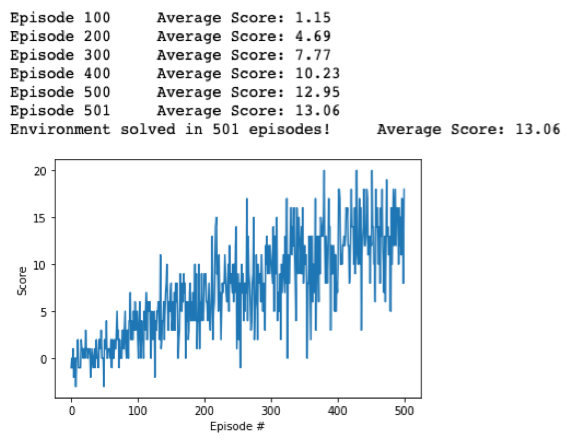 Episode 100 Average Score: 1.15
Episode 200 Average Score: 4.69
Episode 300 Average Score: 7.77
Episode 400 Average Score: 10.23
Episode 500 Average Score: 12.95
Episode 501 Average Score: 13.06
Environment solved in 501 episodes! Average Score: 13.06
20
15
10
5
0
Score
0 100 200 300 400 500
Episode #